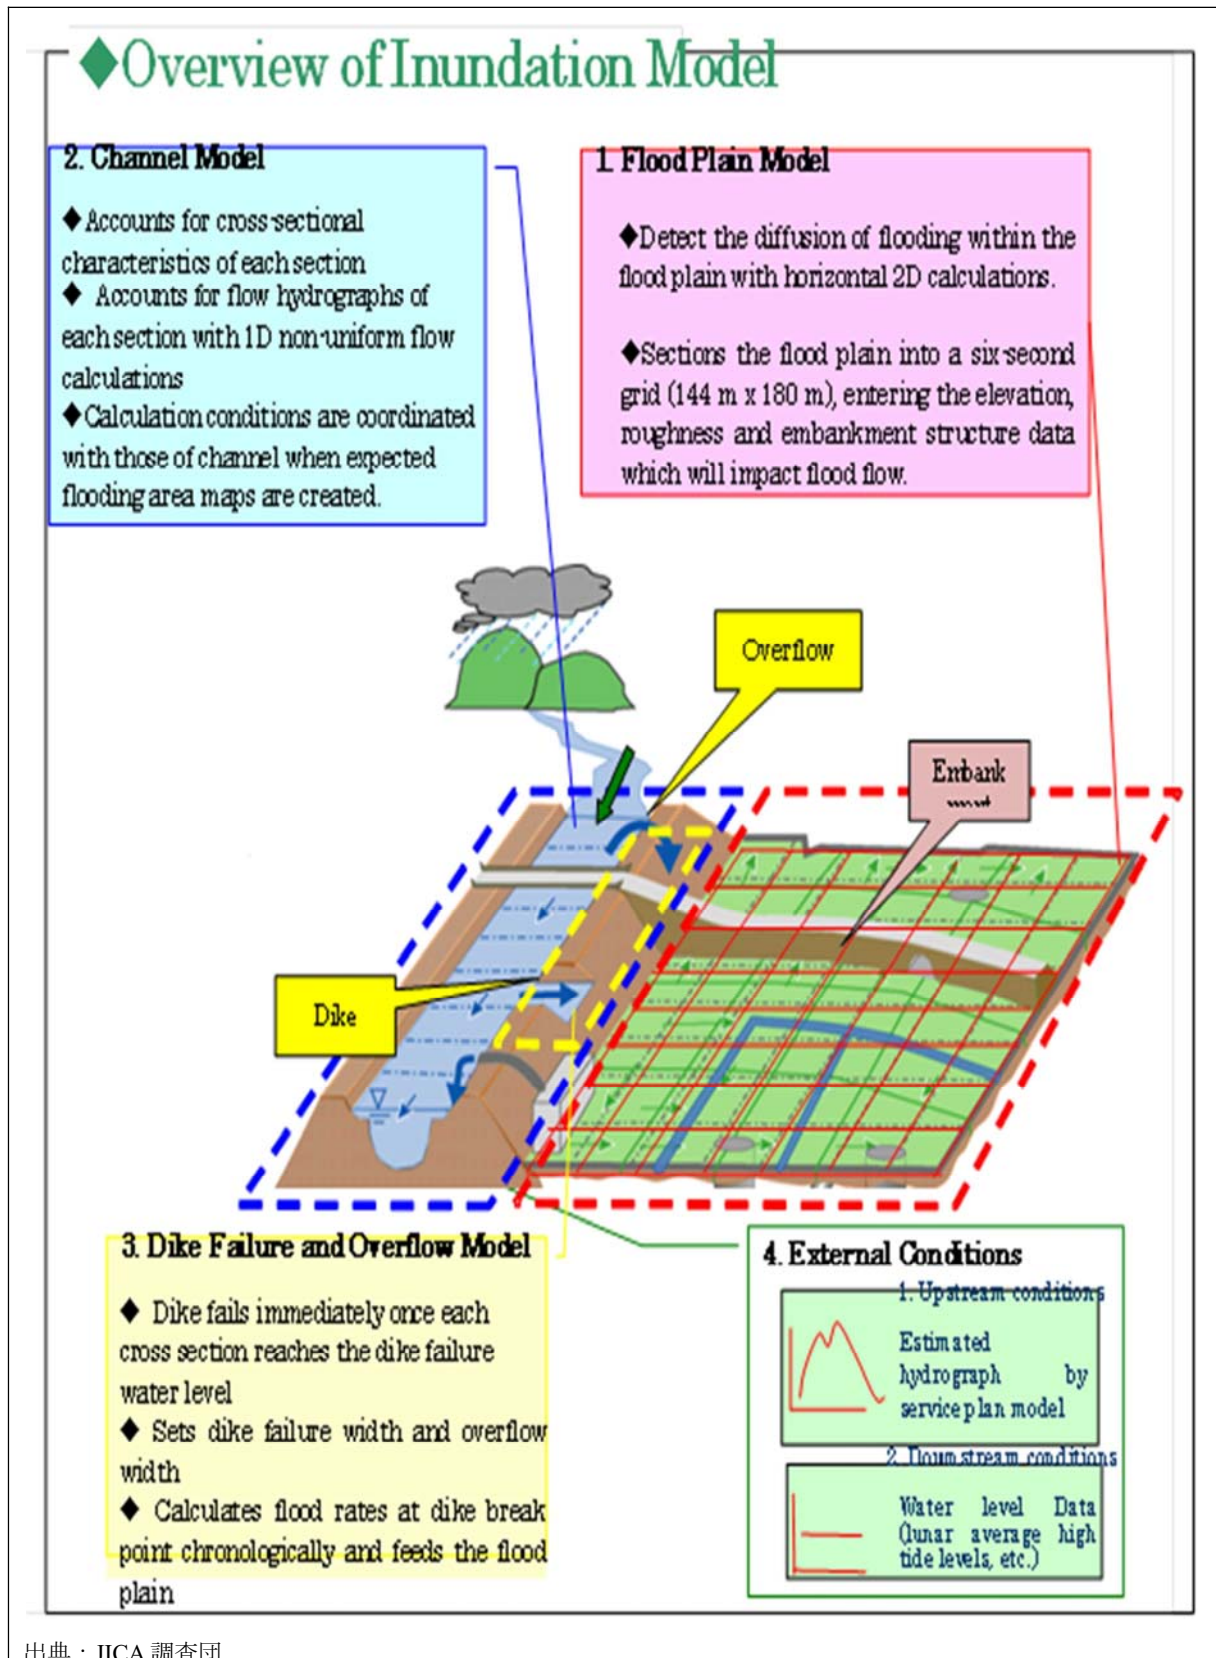 ◆Overview of Inundation Model
2. Channel Model
◆Accounts for cross-sectional
characteristics of each section
◆ Accounts for flow hydrographs of
each section with 1D non-uniform flow
calculations
◆Calculation conditions are coordinated
with those of channel when expected
flooding area maps are created.
1. Flood Plain Model
◆Detect the diffusion of flooding within the
flood plain with horizontal 2D calculations.
◆Sections the flood plain into a six-second
grid (144 m x 180 m), entering the elevation,
roughness and embankment structure data
which will impact flood flow.
Overflow
Embank
Dike
3. Dike Failure and Overflow Model
◆ Dike fails immediately once each
cross section reaches the dike failure
water level
◆ Sets dike failure width and overflow
width
◆ Calculates flood rates at dike break
point chronologically and feeds the flood
plain
4. External Conditions
1. Upstream conditions
Estimated
hydrograph by
service plan model
2. Downstream conditions
Water level Data
(lunar average high
tide levels, etc.)
出典：JICA 調査団